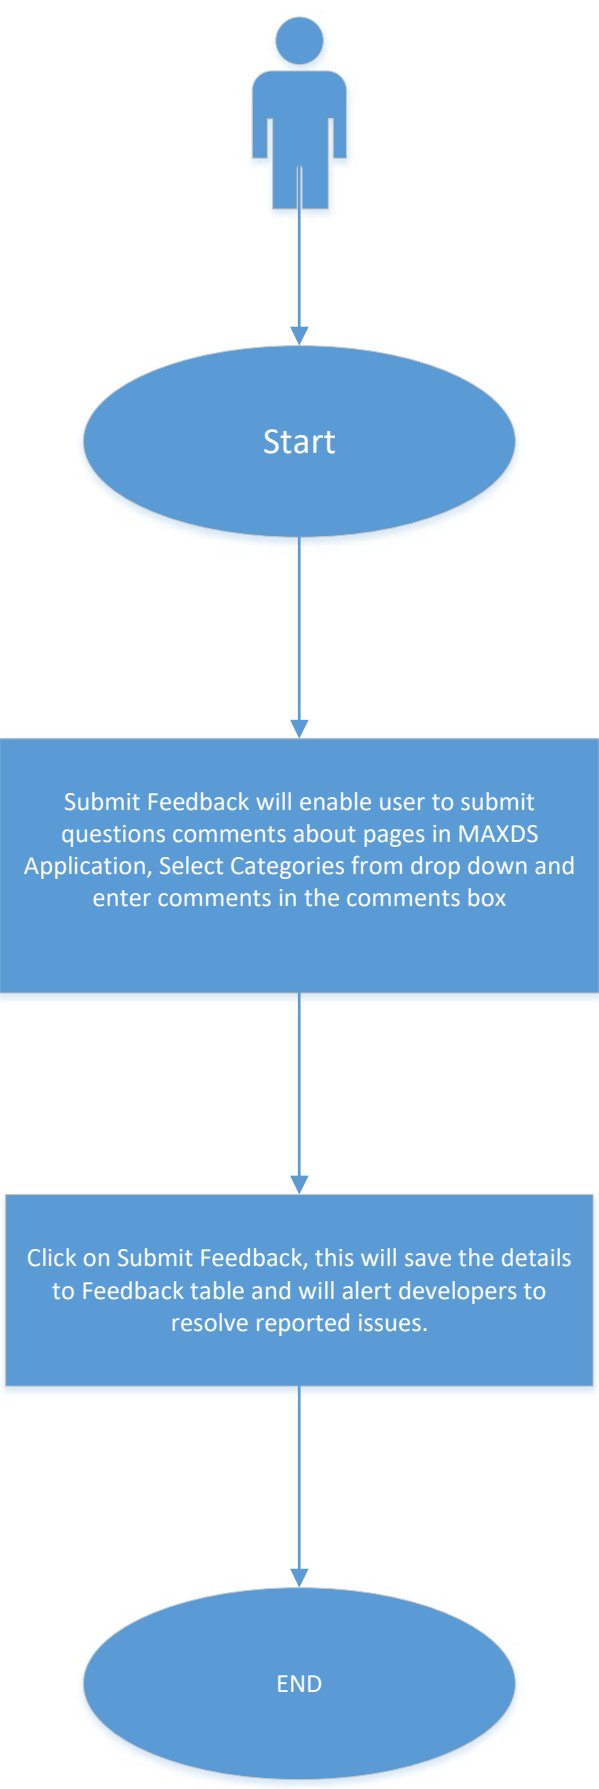 Start
Submit Feedback will enable user to submit
questions comments about pages in MAXDS
Application, Select Categories from drop down and
enter comments in the comments box
Click on Submit Feedback, this will save the details
to Feedback table and will alert developers to
resolve reported issues.
END